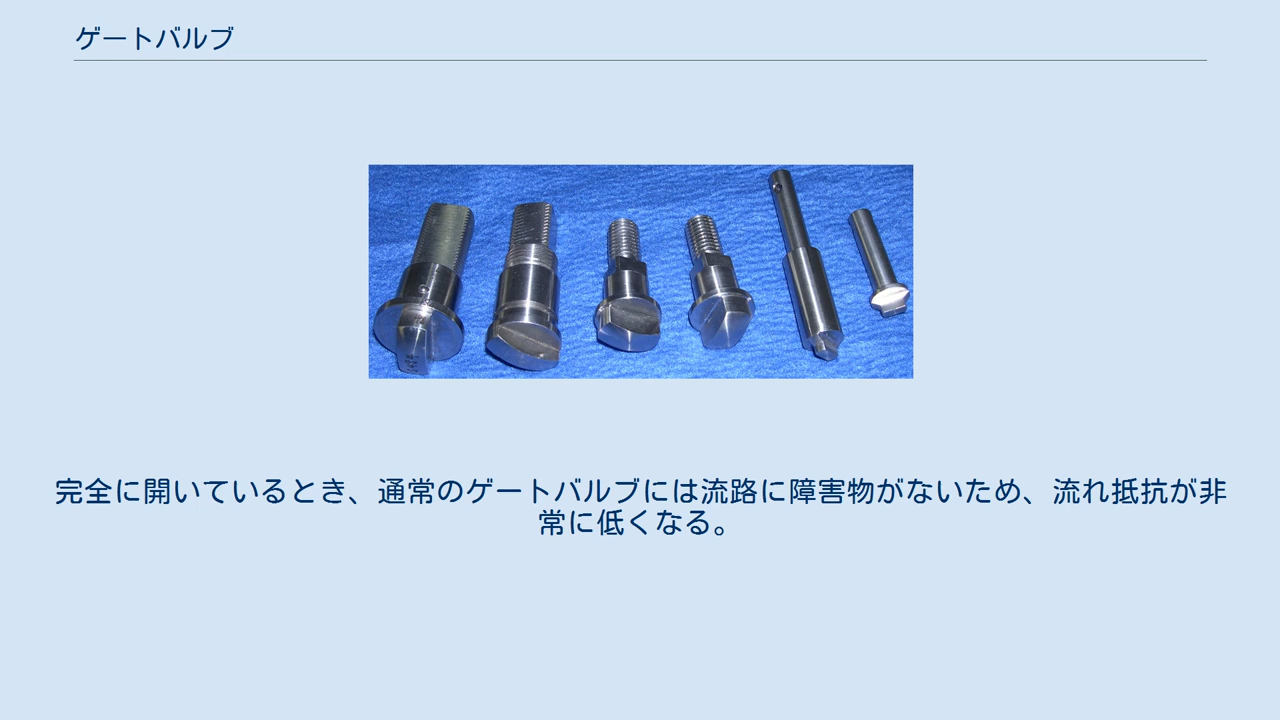 ゲートバルブ
完全に開いているとき、通常のゲートバルブには流路に障害物がないため、流れ抵抗が非
常に低くなる。